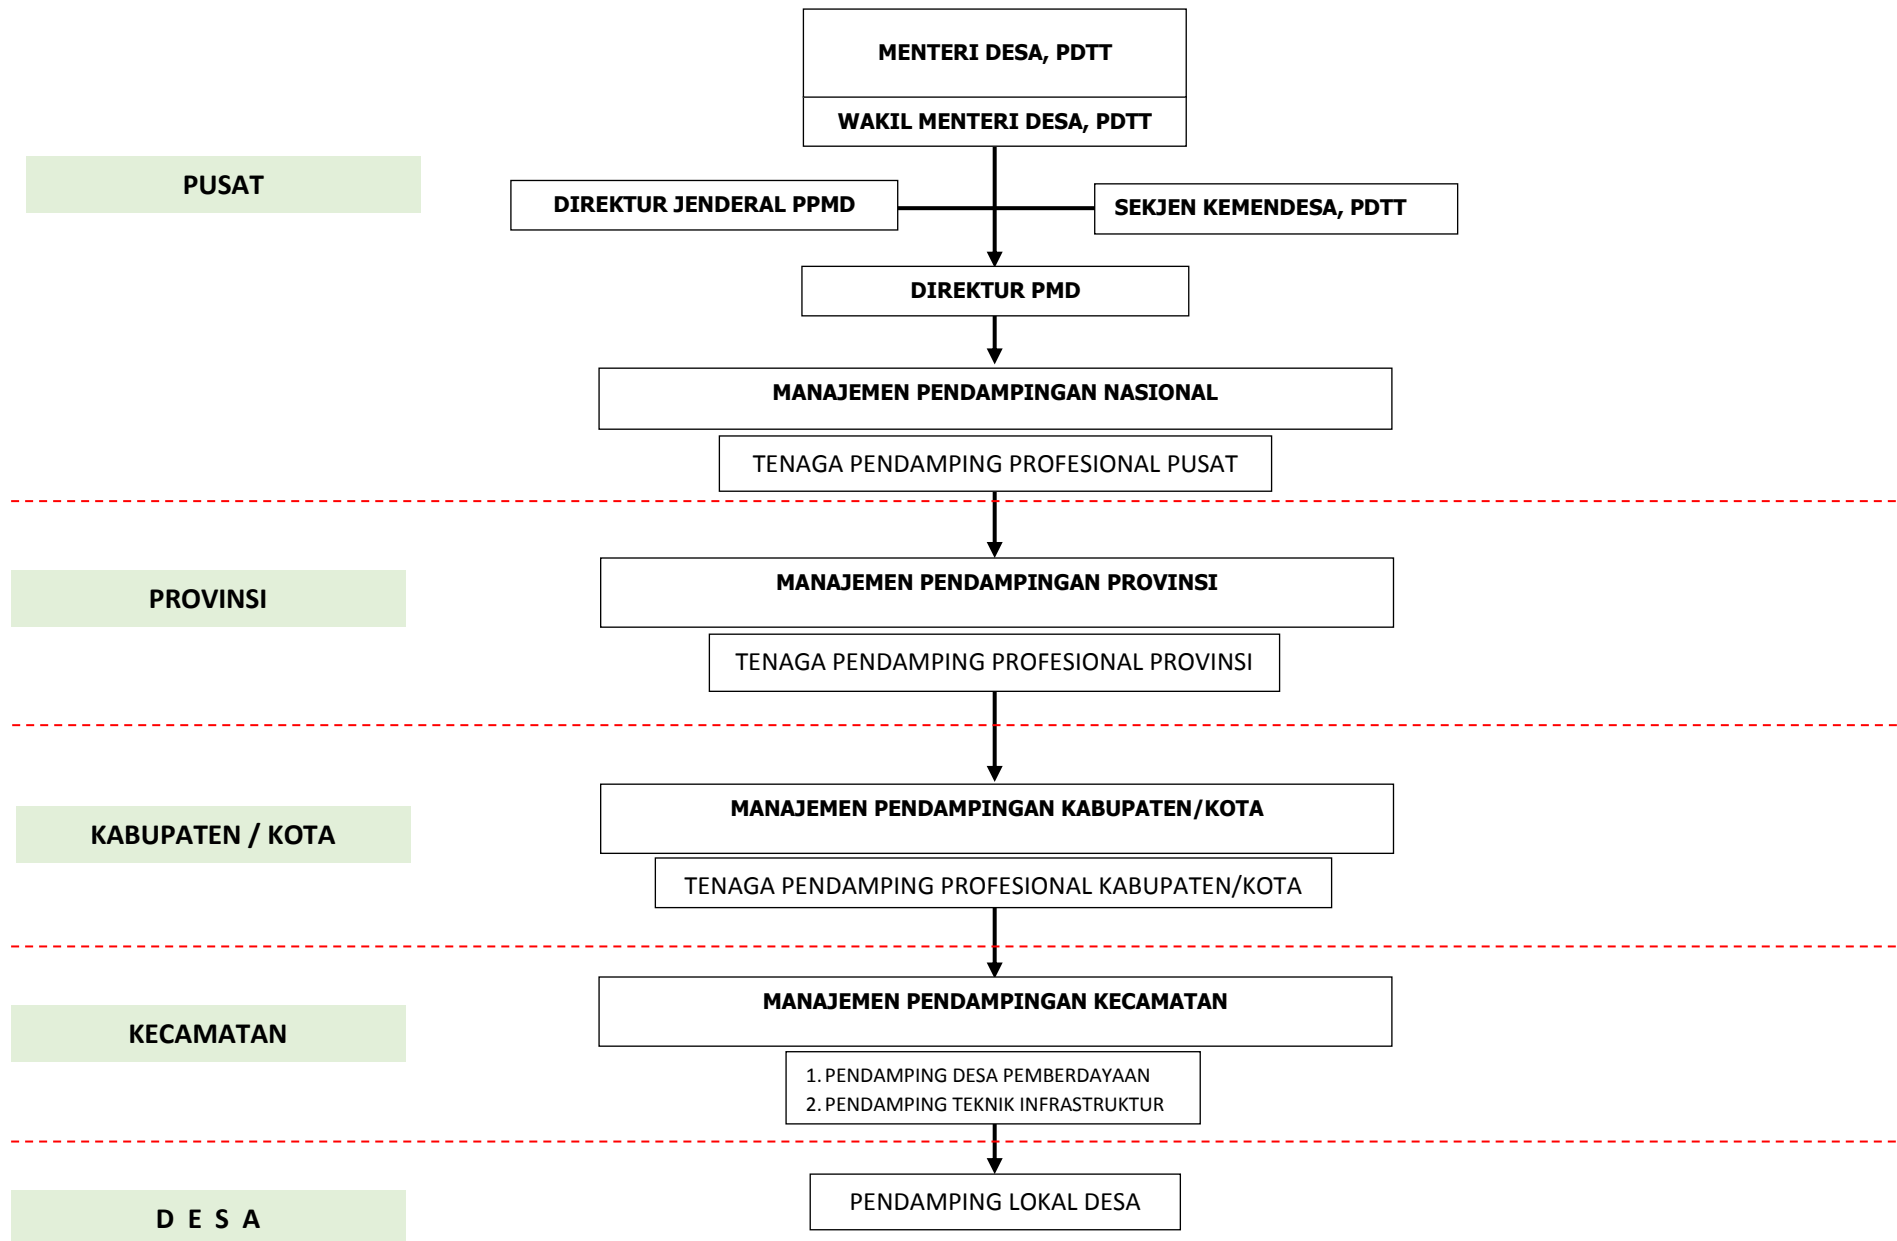 MENTERI DESA, PDTT
WAKIL MENTERI DESA, PDTT
PUSAT
DIREKTUR JENDERAL PPMD
SEKJEN KEMENDESA, PDTT
DIREKTUR PMD
MANAJEMEN PENDAMPINGAN NASIONAL
TENAGA PENDAMPING PROFESIONAL PUSAT
PROVINSI
MANAJEMEN PENDAMPINGAN PROVINSI
TENAGA PENDAMPING PROFESIONAL PROVINSI
KABUPATEN / KOTA
MANAJEMEN PENDAMPINGAN KABUPATEN/KOTA
TENAGA PENDAMPING PROFESIONAL KABUPATEN/KOTA
KECAMATAN
MANAJEMEN PENDAMPINGAN KECAMATAN
1. PENDAMPING DESA PEMBERDAYAAN
2. PENDAMPING TEKNIK INFRASTRUKTUR
D E S A
PENDAMPING LOKAL DESA